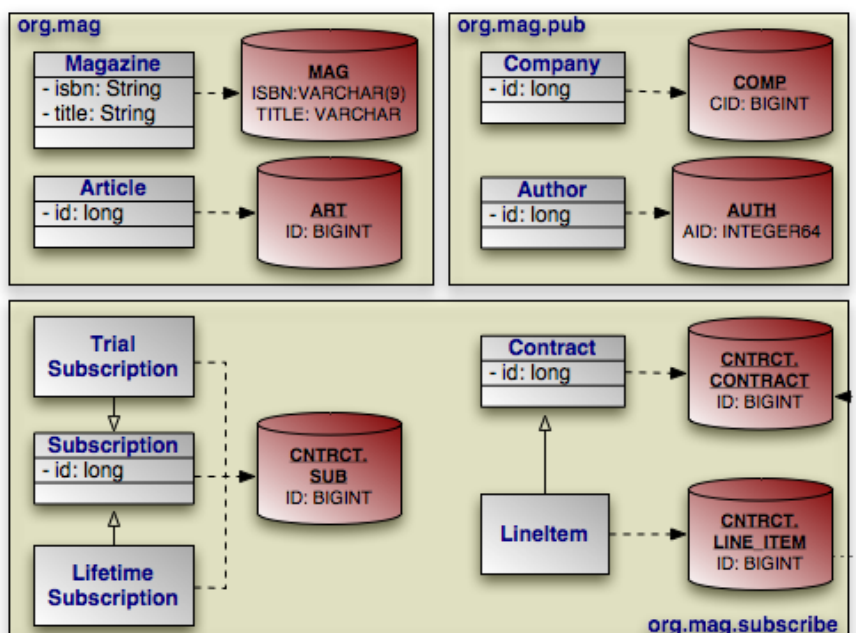 org.mag
Magazine
- isbn: String
- title: String
MAG
ISBN:VARCHAR(9)
TITLE: VARCHAR
Article
- id: long
ART
ID: BIGINT
org.mag.pub
Company
- id: long
COMP
CID: BIGINT
Author
- id: long
AUTH
AID: INTEGER64
Trial
Subscription
Subscription
- id: long
Lifetime
Subscription
CNTRCT.
SUB
ID: BIGINT
Contract
- id: long
CNTRCT.
CONTRACT
ID: BIGINT
LineItem
CNTRCT.
LINE_ITEM
ID: BIGINT
org.mag.subscribe